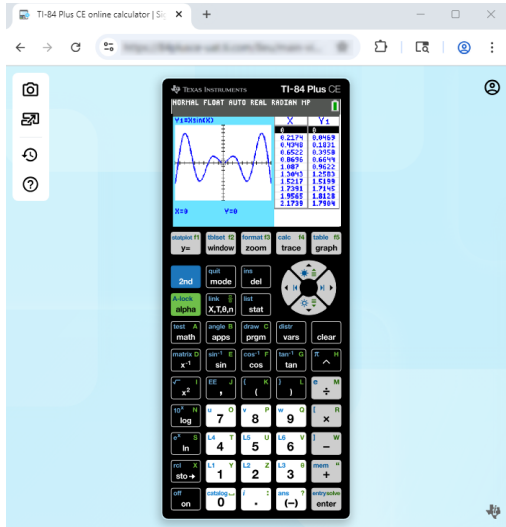 TI-84 Plus CE online calculator | Sig
TEXAS INSTRUMENTS TI-84 Plus CE
NORMAL FLOAT AUTO REAL RADIAN MP
Y1=Xsin(X)
X Y1
0 0
0.2174 0.0469
0.4348 0.1831
0.6522 0.3958
0.8696 0.6644
1.087 0.9622
1.3043 1.2583
1.5217 1.5199
1.7391 1.7145
1.9565 1.8128
2.1739 1.7904
X=0 Y=0
statplot f1 tblset f2 format f3 calc f4 table f5
y= window zoom trace graph
quit ins
2nd mode del
A-lock link list
alpha X,T,θ,n stat
test A angle B draw C distr
math apps prgm vars clear
matrix D sin⁻¹ E cos⁻¹ F tan⁻¹ G π H
x⁻¹ sin cos tan ^
√ I EE J { K } L e M
x² , ( ) ÷
10ˣ N u O v P w Q [ R
log 7 8 9 ×
eˣ S L4 T L5 U L6 V ] W
ln 4 5 6 −
rcl X L1 Y L2 Z L3 θ mem "
sto→ 1 2 3 +
off catalog i : ans ? entry solve
on 0 . (−) enter